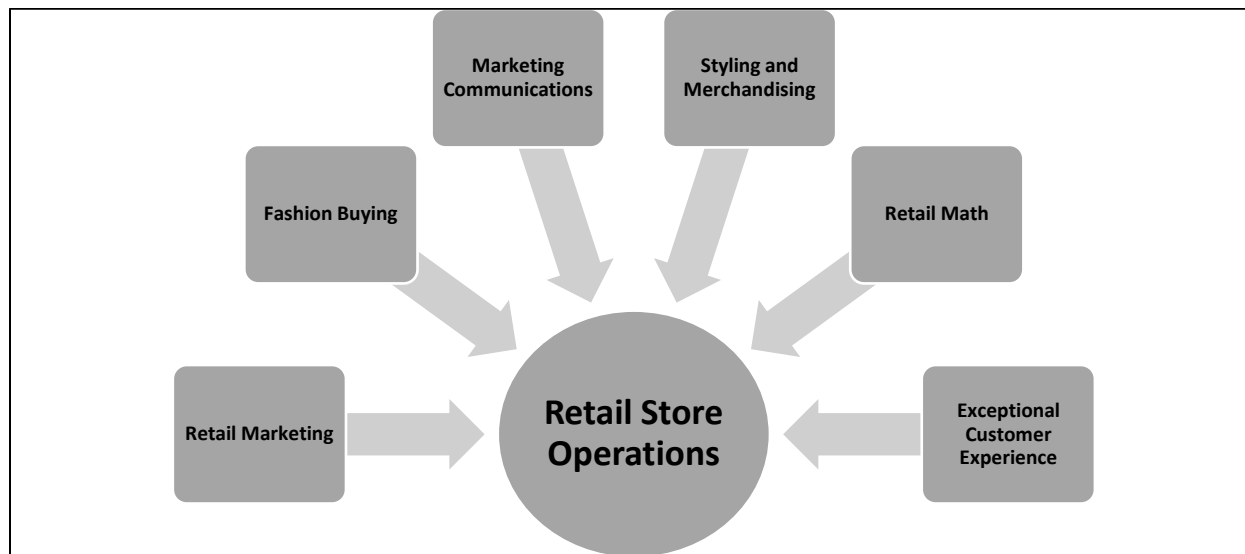 Marketing
Communications
Styling and
Merchandising
Fashion Buying
Retail Math
Retail Marketing
Retail Store
Operations
Exceptional
Customer
Experience